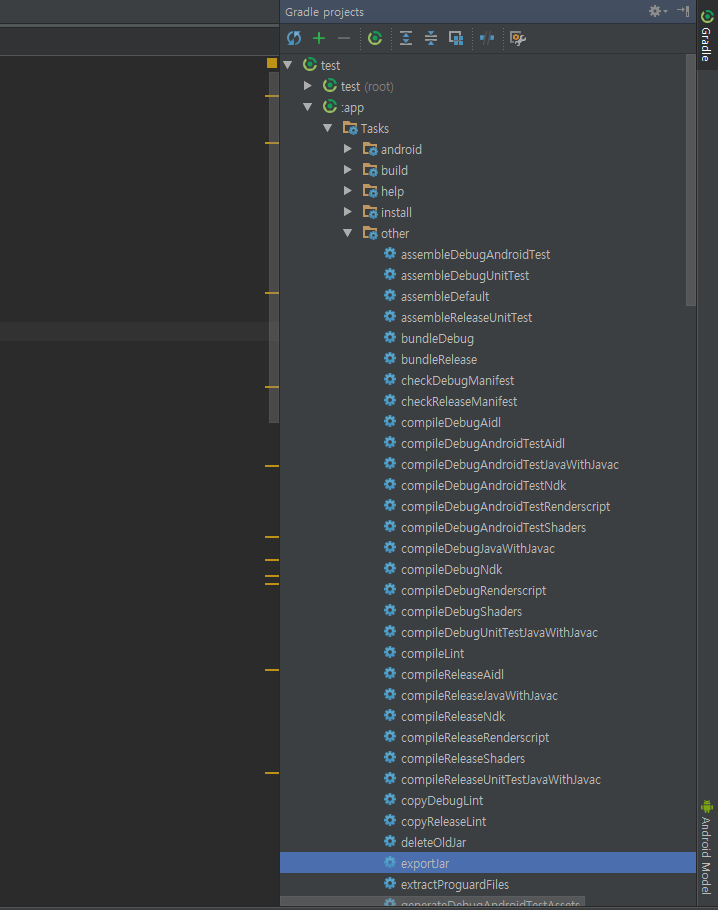 Gradle projects
Gradle
test
test (root)
:app
Tasks
android
build
help
install
other
assembleDebugAndroidTest
assembleDebugUnitTest
assembleDefault
assembleReleaseUnitTest
bundleDebug
bundleRelease
checkDebugManifest
checkReleaseManifest
compileDebugAidl
compileDebugAndroidTestAidl
compileDebugAndroidTestJavaWithJavac
compileDebugAndroidTestNdk
compileDebugAndroidTestRenderscript
compileDebugAndroidTestShaders
compileDebugJavaWithJavac
compileDebugNdk
compileDebugRenderscript
compileDebugShaders
compileDebugUnitTestJavaWithJavac
compileLint
compileReleaseAidl
compileReleaseJavaWithJavac
compileReleaseNdk
compileReleaseRenderscript
compileReleaseShaders
compileReleaseUnitTestJavaWithJavac
copyDebugLint
copyReleaseLint
deleteOldJar
exportJar
extractProguardFiles
generateDebugAndroidTestAssets
Android Model